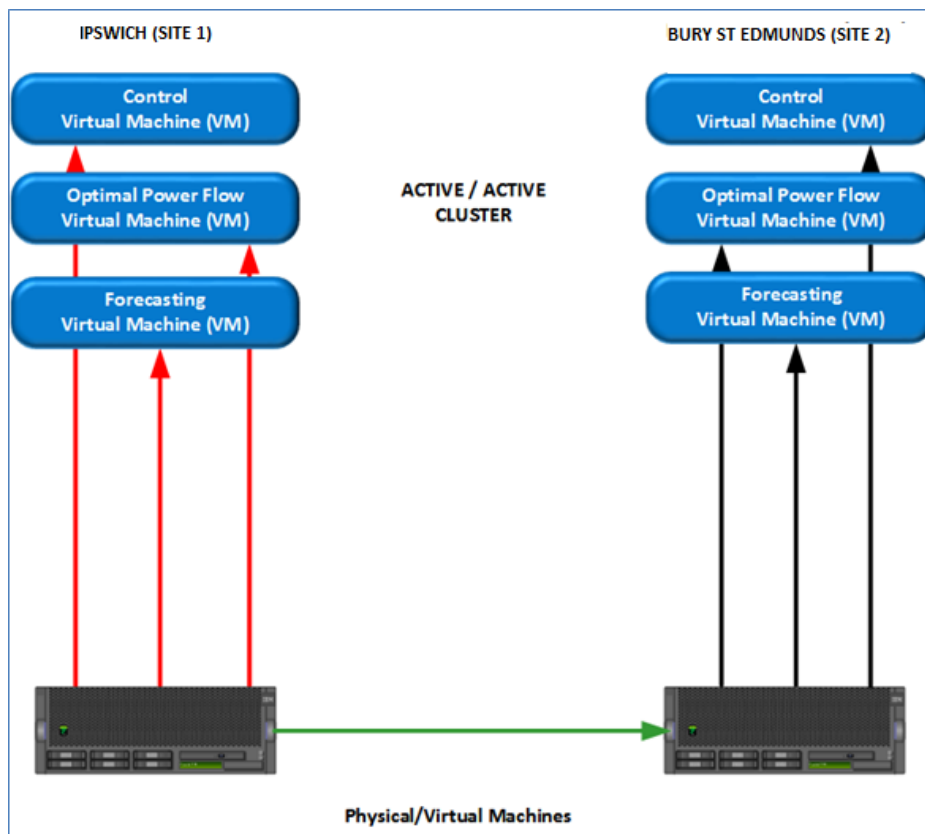 IPSWICH (SITE 1)
BURY ST EDMUNDS (SITE 2)
Control
Virtual Machine (VM)
Optimal Power Flow
Virtual Machine (VM)
Forecasting
Virtual Machine (VM)
ACTIVE / ACTIVE
CLUSTER
Control
Virtual Machine (VM)
Optimal Power Flow
Virtual Machine (VM)
Forecasting
Virtual Machine (VM)
Physical/Virtual Machines